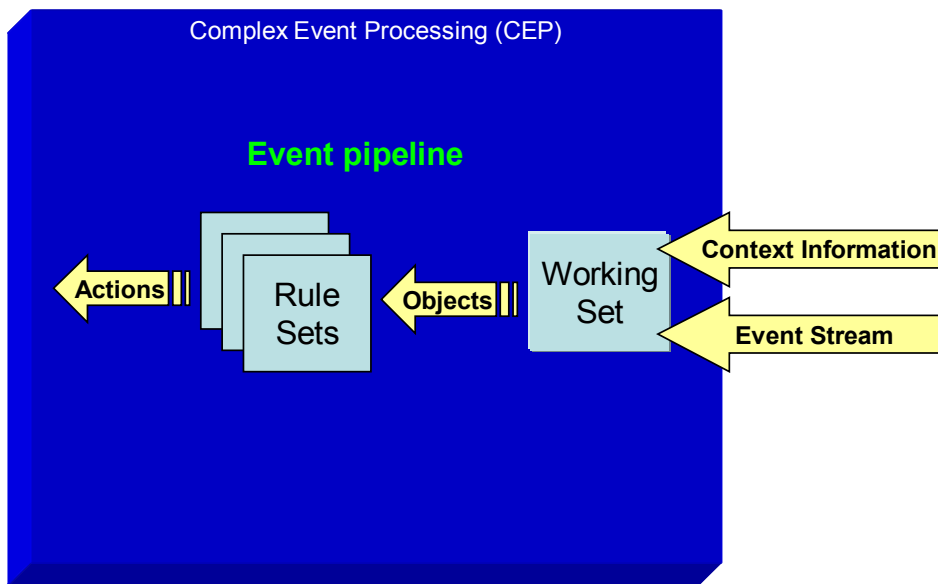 Complex Event Processing (CEP)
Event pipeline
Context Information
Actions
Rule
Sets
Objects
Working
Set
Event Stream